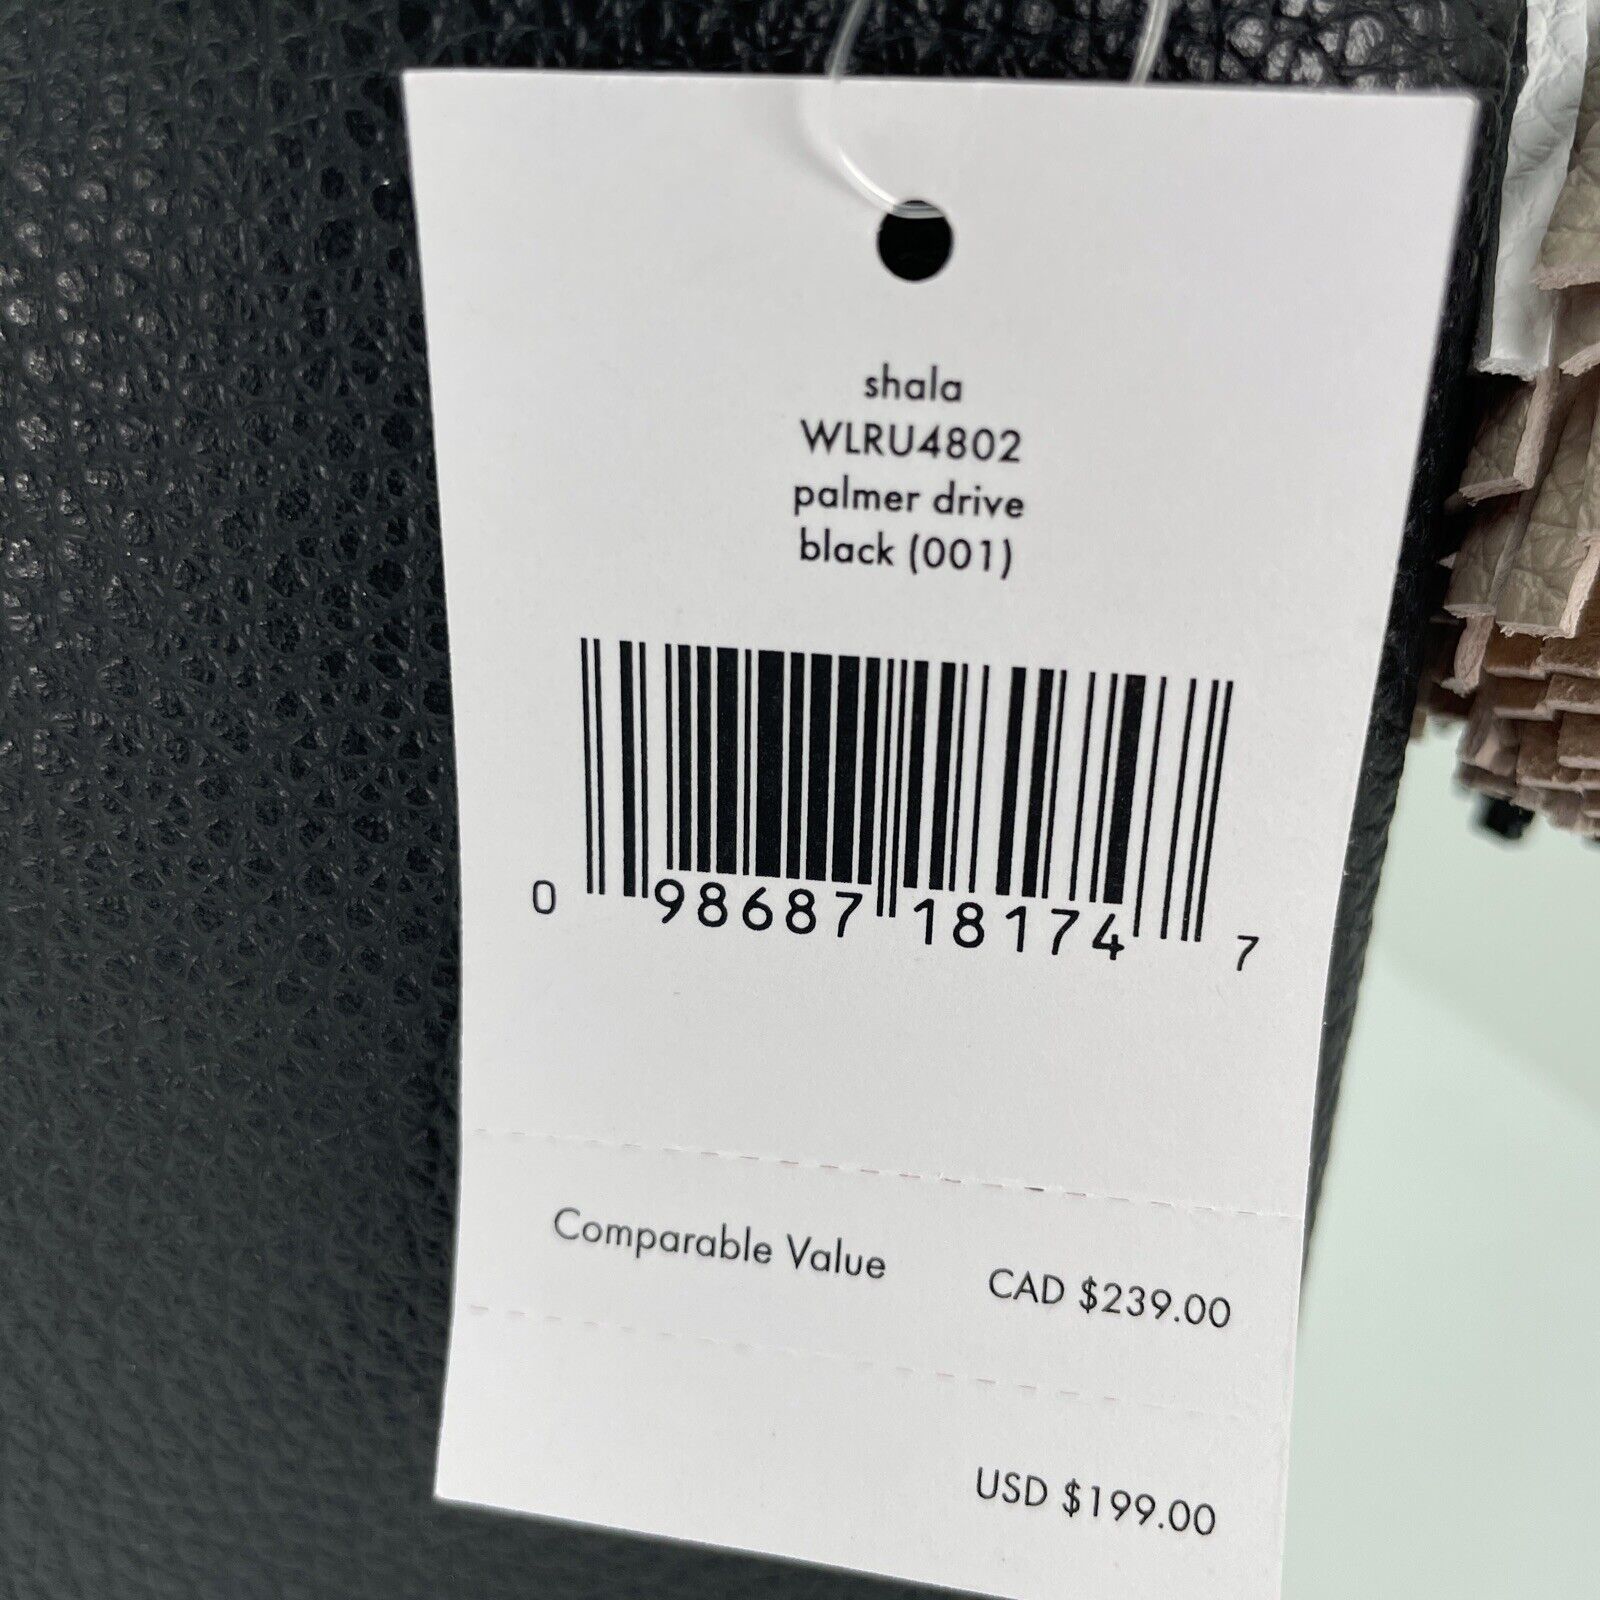 shala
WLRU4802
palmer drive
black (001)
0 98687 18174 7
Comparable Value CAD $239.00
USD $199.00